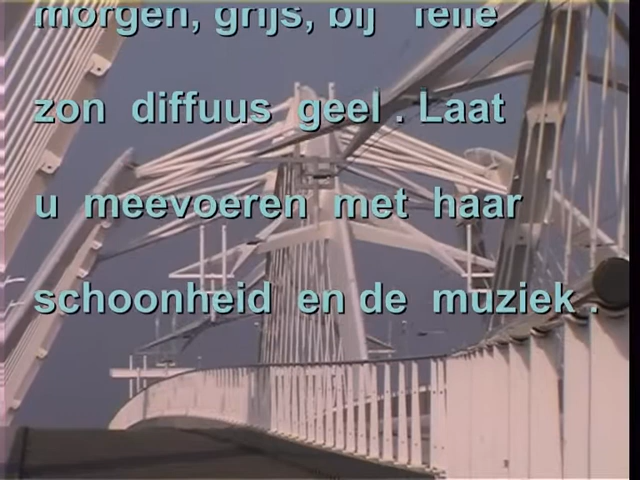 morgen, grijs, bij felle
zon diffuus geel . Laat
u meevoeren met haar
schoonheid en de muziek .